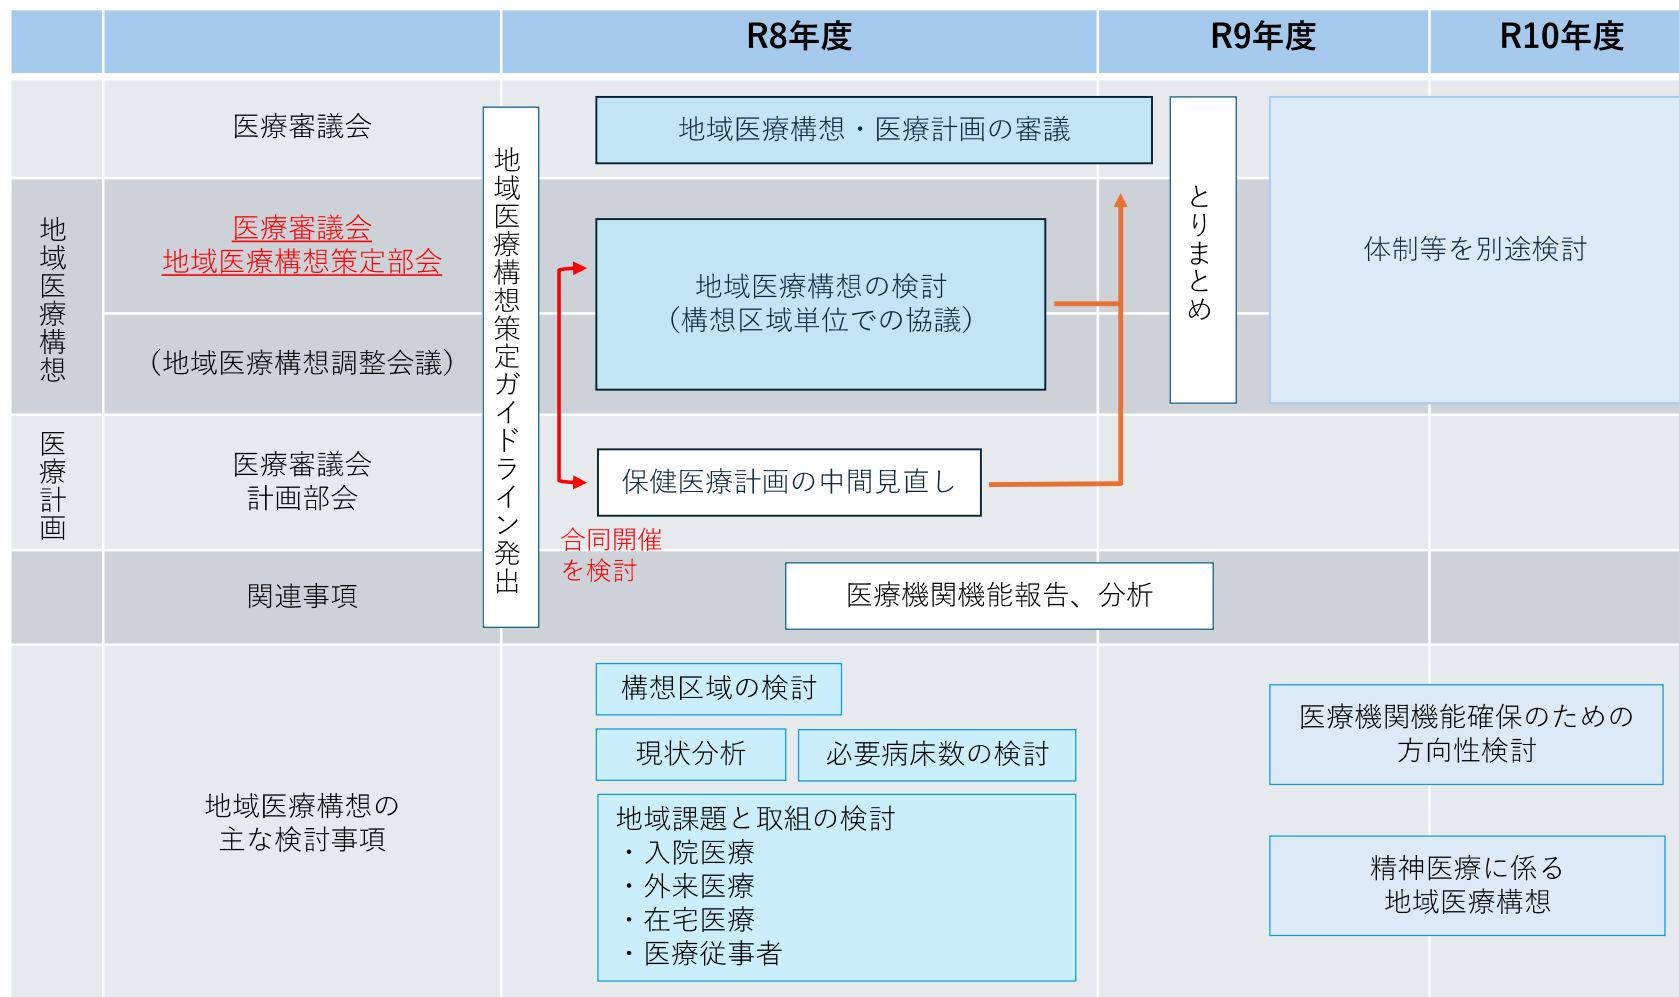 R8年度
R9年度
R10年度
医療審議会
地域医療構想・医療計画の審議
地域医療構想
医療審議会
地域医療構想策定部会
（地域医療構想調整会議）
地域医療構想策定ガイドライン発出
地域医療構想の検討
（構想区域単位での協議）
とりまとめ
体制等を別途検討
医療計画
医療審議会
計画部会
保健医療計画の中間見直し
合同開催
を検討
関連事項
医療機関機能報告、分析
地域医療構想の
主な検討事項
構想区域の検討
現状分析
必要病床数の検討
地域課題と取組の検討
・入院医療
・外来医療
・在宅医療
・医療従事者
医療機関機能確保のための
方向性検討
精神医療に係る
地域医療構想